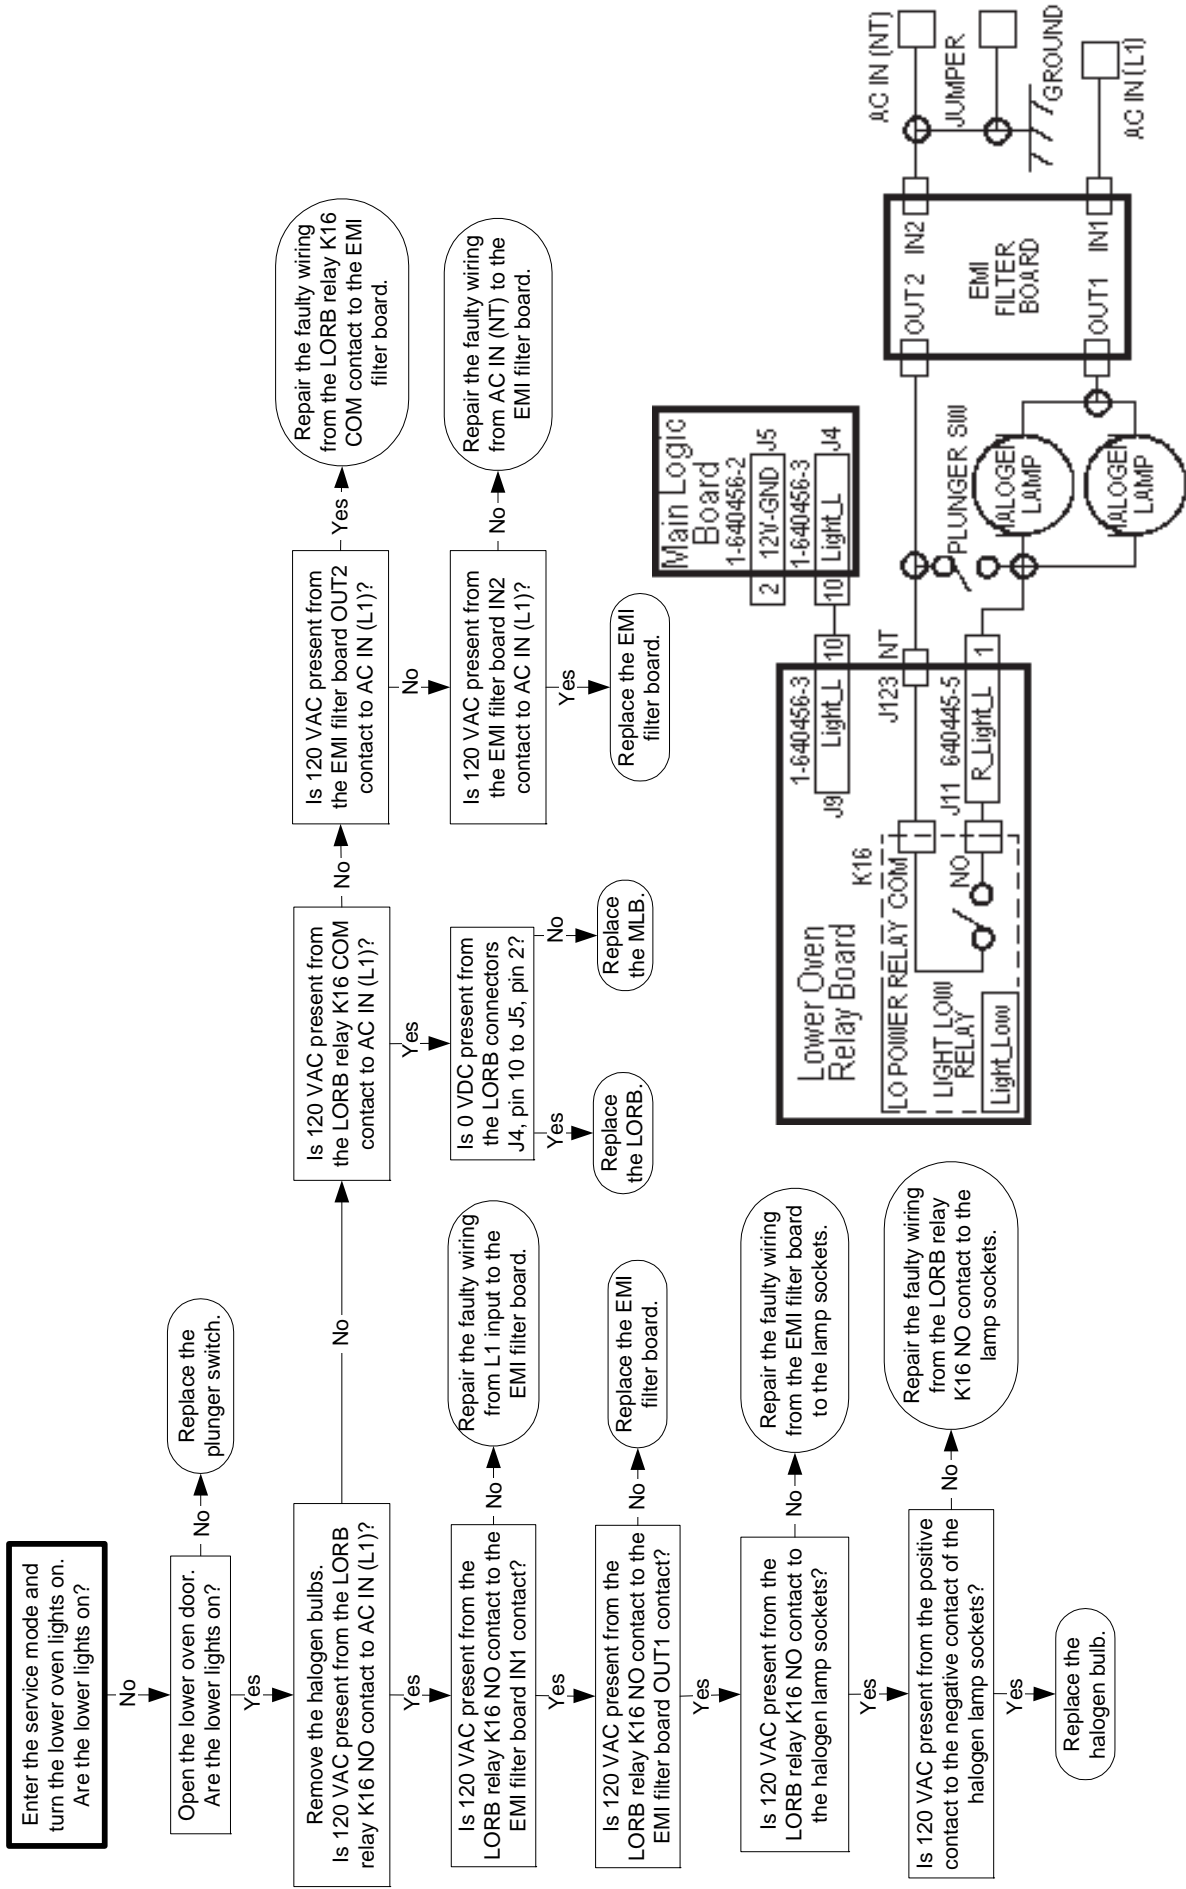 Enter the service mode and
turn the lower oven lights on.
Are the lower lights on?
No
Open the lower oven door.
Are the lower lights on?
No
Replace the
plunger switch.
Yes
Remove the halogen bulbs.
Is 120 VAC present from the LORB
relay K16 NO contact to AC IN (L1)?
No
Yes
Is 120 VAC present from the
LORB relay K16 NO contact to the
EMI filter board IN1 contact?
No
Repair the faulty wiring
from L1 input to the
EMI filter board.
Yes
Is 120 VAC present from the
LORB relay K16 NO contact to the
EMI filter board OUT1 contact?
No
Replace the EMI
filter board.
Yes
Is 120 VAC present from the
LORB relay K16 NO contact to
the halogen lamp sockets?
No
Repair the faulty wiring
from the EMI filter board
to the lamp sockets.
Yes
Is 120 VAC present from the positive
contact to the negative contact of the
halogen lamp sockets?
No
Repair the faulty wiring
from the LORB relay
K16 NO contact to the
lamp sockets.
Yes
Replace the
halogen bulb.
Is 120 VAC present from
the LORB relay K16 COM
contact to AC IN (L1)?
No
Yes
Is 0 VDC present from
the LORB connectors
J4, pin 10 to J5, pin 2?
Yes
Replace
the LORB.
No
Replace
the MLB.
Is 120 VAC present from
the EMI filter board OUT2
contact to AC IN (L1)?
Yes
Repair the faulty wiring
from the LORB relay K16
COM contact to the EMI
filter board.
No
Is 120 VAC present from
the EMI filter board IN2
contact to AC IN (L1)?
No
Repair the faulty wiring
from AC IN (NT) to the
EMI filter board.
Yes
Replace the EMI
filter board.
Main Logic
Board
1-640456-2
2 12V-GND J5
1-640456-3
10 Light_L J4
Lower Oven
Relay Board
1-640456-3
J9 Light_L 10
K16
J123 NT
LO POWER RELAY COM
J11 640445-5
R_Light_L 1
NO
LIGHT LOW
RELAY
Light_Low
PLUNGER SW
HALOGEN
LAMP
HALOGEN
LAMP
OUT2 IN2
EMI
FILTER
BOARD
OUT1 IN1
AC IN (NT)
JUMPER
GROUND
AC IN (L1)